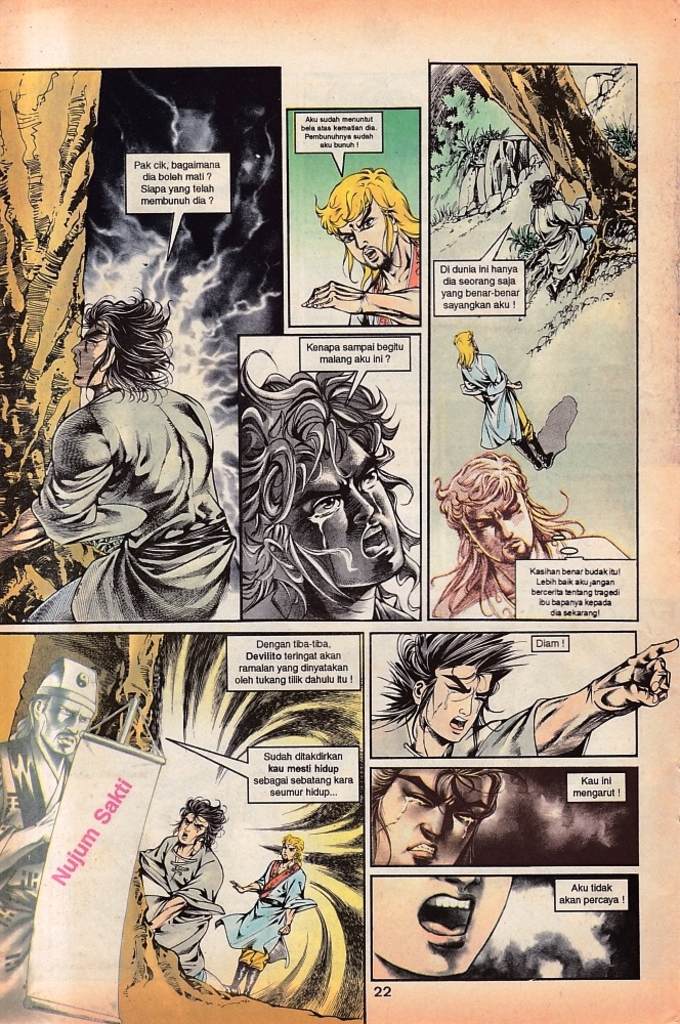 Pak cik, bagaimana
dia boleh mati ?
Siapa yang telah
membunuh dia ?
Aku sudah menuntut
bela atas kematian dia.
Pembunuhnya sudah
aku bunuh !
Kenapa sampai begitu
malang aku ini ?
Di dunia ini hanya
dia seorang saja
yang benar-benar
sayangkan aku !
Kasihan benar budak itu!
Lebih baik aku jangan
bercerita tentang tragedi
ibu bapanya kepada
dia sekarang!
Dengan tiba-tiba,
Devilito teringat akan
ramalan yang dinyatakan
oleh tukang tilik dahulu itu !
Sudah ditakdirkan
kau mesti hidup
sebagai sebatang kara
seumur hidup...
Nujum Sakti
Diam !
Kau ini
mengarut !
Aku tidak
akan percaya !
22